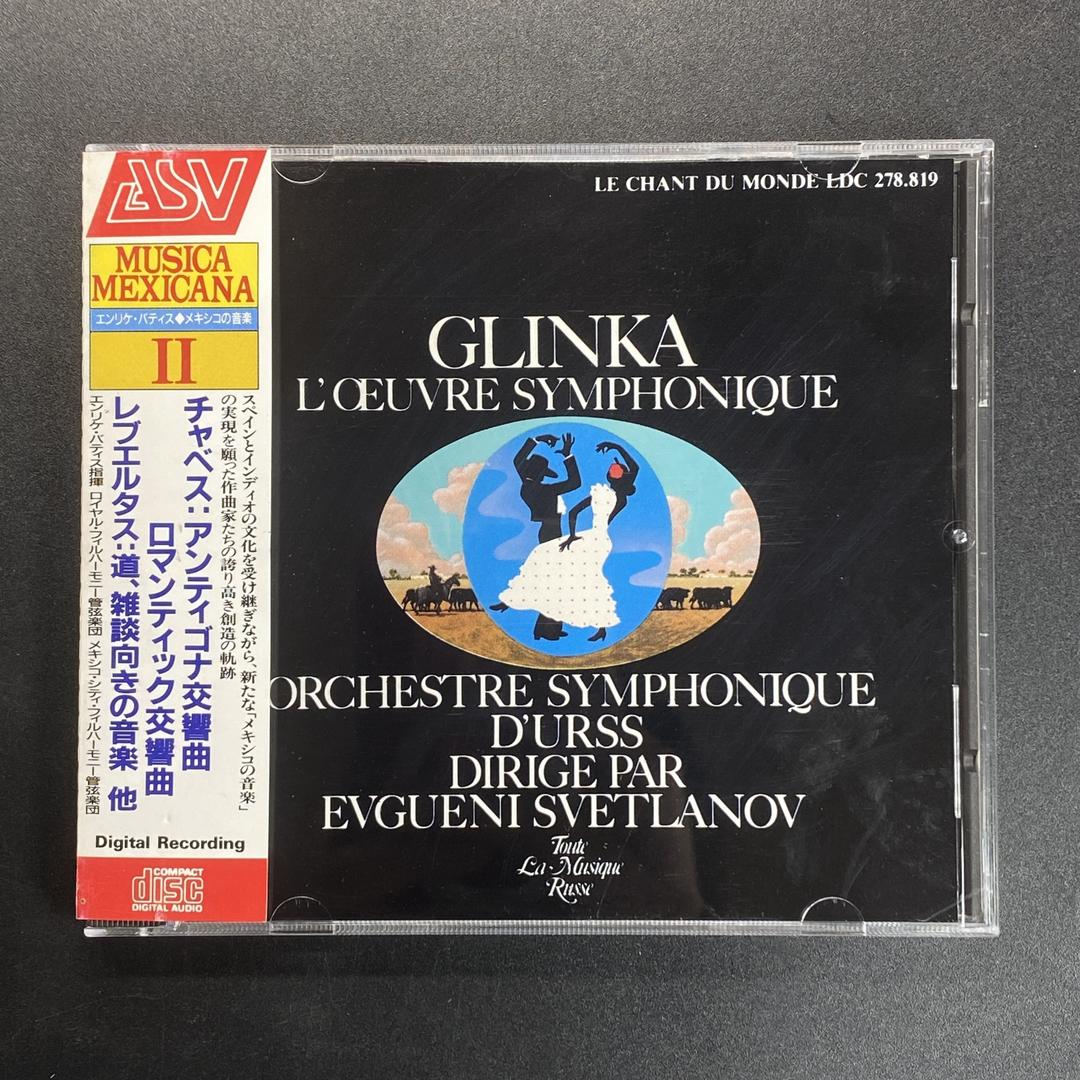 ASV
MUSICA
MEXICANA
エンリケ・バティス◆メキシコの音楽
II
スペインとインディオの文化を受け継ぎながら、新たな「メキシコの音楽」
の実現を願った作曲家たちの誇り高き創造の軌跡
チャベス:アンティゴナ交響曲
ロマンティック交響曲
レブエルタス:道、雑談向きの音楽 他
エンリケ・バティス指揮 ロイヤル・フィルハーモニー管弦楽団 メキシコ・シティ・フィルハーモニー管弦楽団
Digital Recording
COMPACT
disc
DIGITAL AUDIO
LE CHANT DU MONDE LDC 278.819
GLINKA
L'ŒUVRE SYMPHONIQUE
ORCHESTRE SYMPHONIQUE
D'URSS
DIRIGE PAR
EVGUENI SVETLANOV
Toute
La Musique
Russe